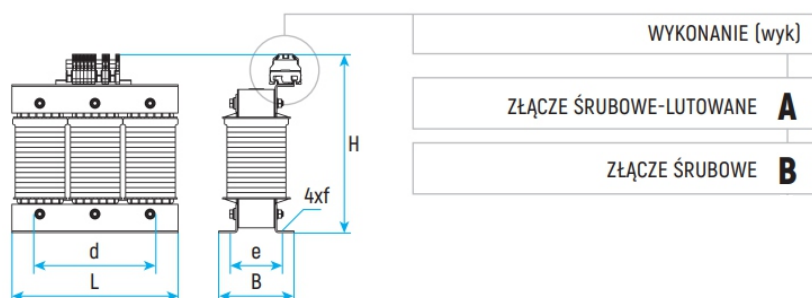 WYKONANIE (wyk)
ZŁĄCZE ŚRUBOWE-LUTOWANE A
ZŁĄCZE ŚRUBOWE B
H
4xf
d
e
L
B